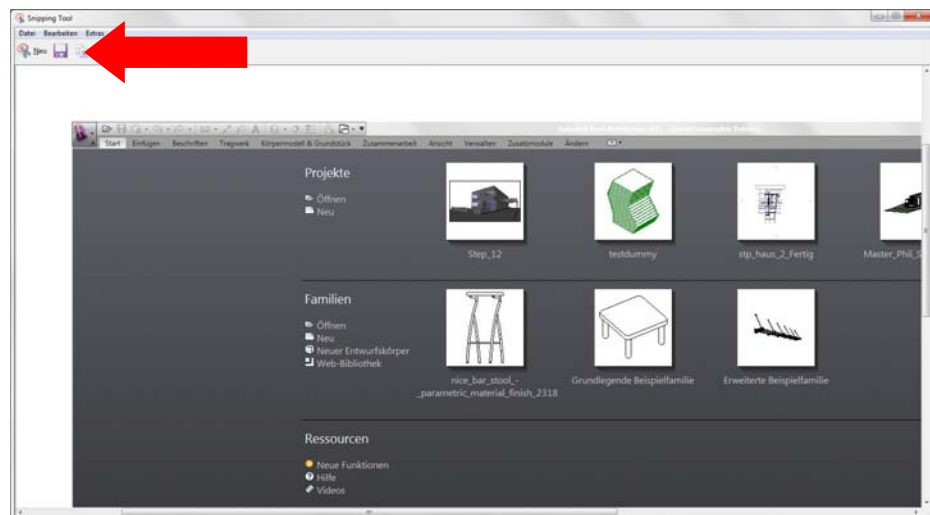 Snipping Tool
Datei Bearbeiten Extras
Neu
Start Einfügen Beschriften Tragwerk Körpermodell & Grundstück Zusammenarbeit Ansicht Verwalten Zusatzmodule Ändern
Projekte
Öffnen
Neu
Step_12 testdummy stp_haus_2_Fertig Master_Phil_S
Familien
Öffnen
Neu
Neuer Entwurfskörper
Web-Bibliothek
nice_bar_stool_- Grundlegende Beispielfamilie Erweiterte Beispielfamilie
_parametric_material_finish_2318
Ressourcen
Neue Funktionen
Hilfe
Videos